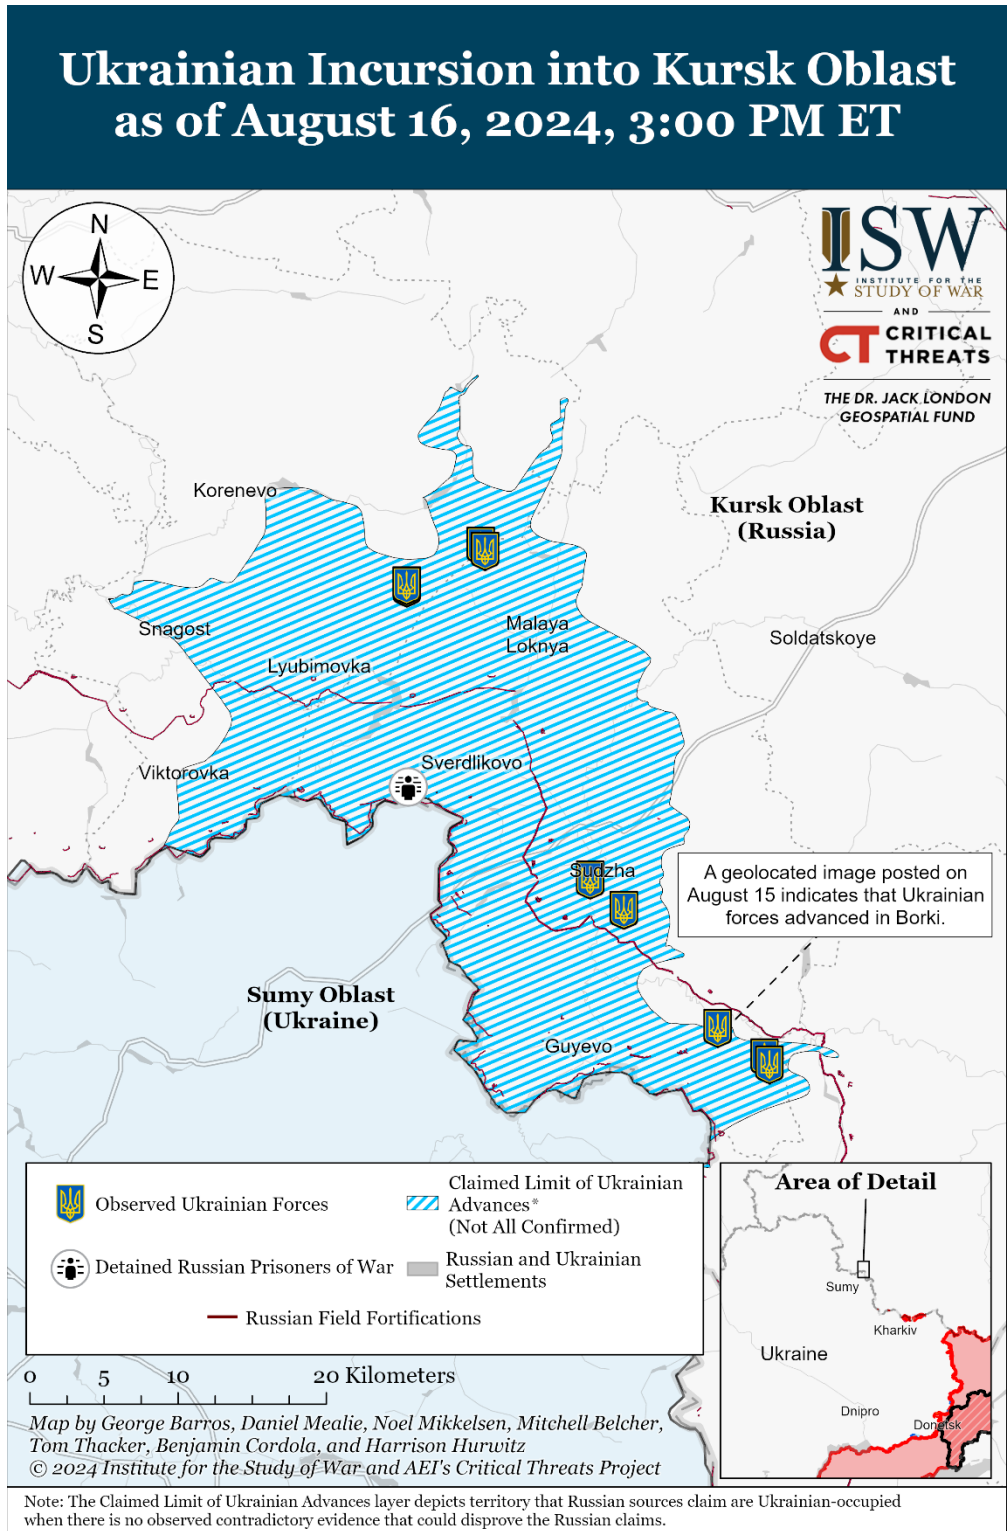 Ukrainian Incursion into Kursk Oblast
as of August 16, 2024, 3:00 PM ET
N
W
E
S
ISW
INSTITUTE FOR THE
STUDY OF WAR
AND
CT CRITICAL
THREATS
THE DR. JACK LONDON
GEOSPATIAL FUND
Korenevo
Kursk Oblast
(Russia)
Snagost
Malaya
Loknya
Soldatskoye
Lyubimovka
Sverdlikovo
Viktorovka
Sudzha
A geolocated image posted on
August 15 indicates that Ukrainian
forces advanced in Borki.
Sumy Oblast
(Ukraine)
Guyevo
Observed Ukrainian Forces
Claimed Limit of Ukrainian
Advances*
(Not All Confirmed)
Detained Russian Prisoners of War
Russian and Ukrainian
Settlements
Russian Field Fortifications
Area of Detail
Sumy
Kharkiv
Ukraine
Dnipro
Donetsk
0 5 10 20 Kilometers
Map by George Barros, Daniel Mealie, Noel Mikkelsen, Mitchell Belcher,
Tom Thacker, Benjamin Cordola, and Harrison Hurwitz
© 2024 Institute for the Study of War and AEI's Critical Threats Project
Note: The Claimed Limit of Ukrainian Advances layer depicts territory that Russian sources claim are Ukrainian-occupied
when there is no observed contradictory evidence that could disprove the Russian claims.